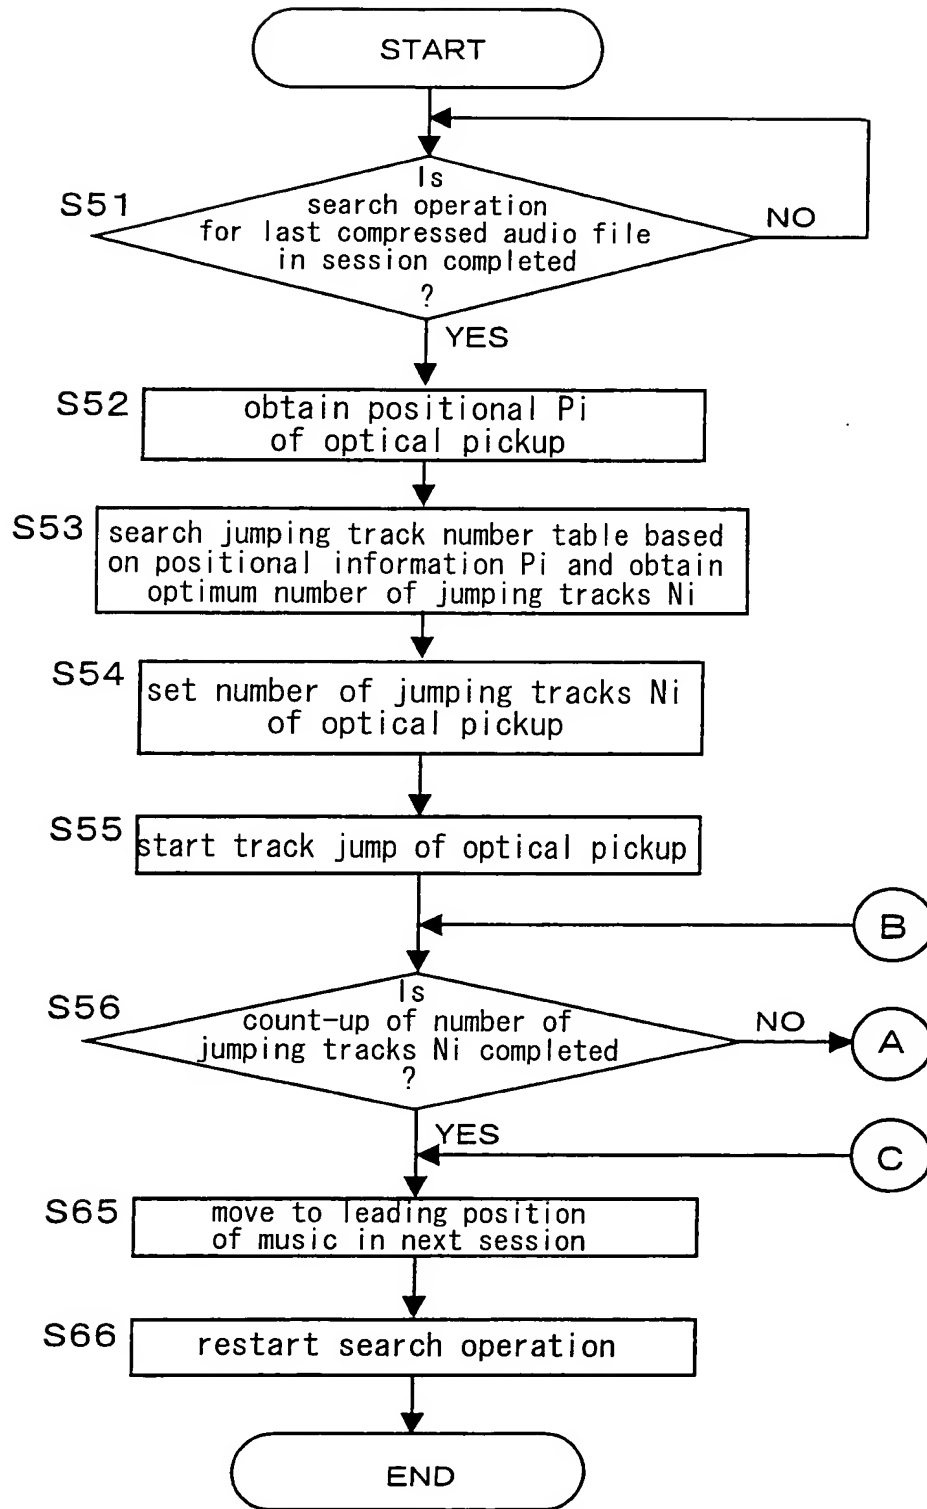 START
Is
S51
search operation
NO
for last compressed audio file
in session completed
?
YES
S52
obtain positional Pi
of optical pickup
S53
search jumping track number table based
on positional information Pi and obtain
optimum number of jumping tracks Ni
S54
set number of jumping tracks Ni
of optical pickup
S55
start track jump of optical pickup
B
Is
S56
count-up of number of
NO
A
jumping tracks Ni completed
?
YES
C
S65
move to leading position
of music in next session
S66
restart search operation
END